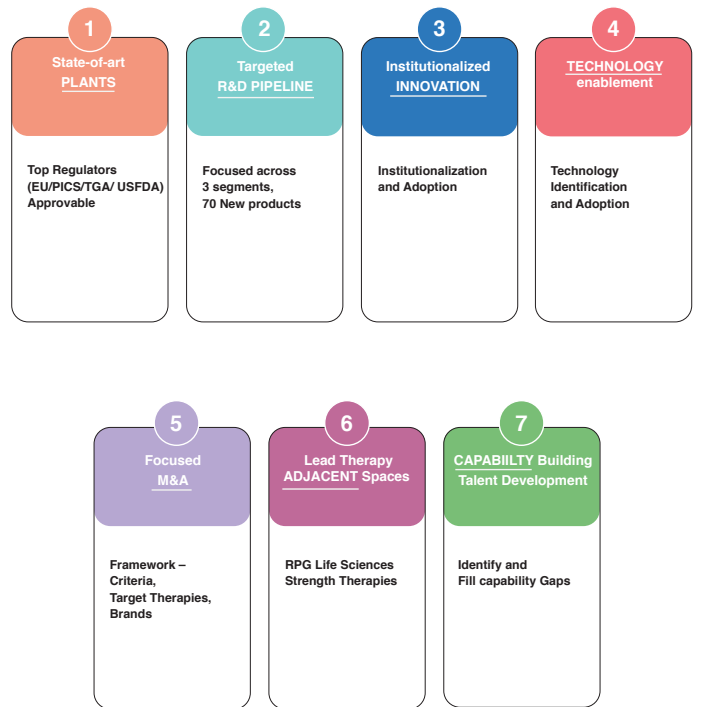 1
State-of-art
PLANTS
Top Regulators
(EU/PICS/TGA/ USFDA)
Approvable
2
Targeted
R&D PIPELINE
Focused across
3 segments,
70 New products
3
Institutionalized
INNOVATION
Institutionalization
and Adoption
4
TECHNOLOGY
enablement
Technology
Identification
and Adoption
5
Focused
M&A
Framework –
Criteria,
Target Therapies,
Brands
6
Lead Therapy
ADJACENT Spaces
RPG Life Sciences
Strength Therapies
7
CAPABIILTY Building
Talent Development
Identify and
Fill capability Gaps